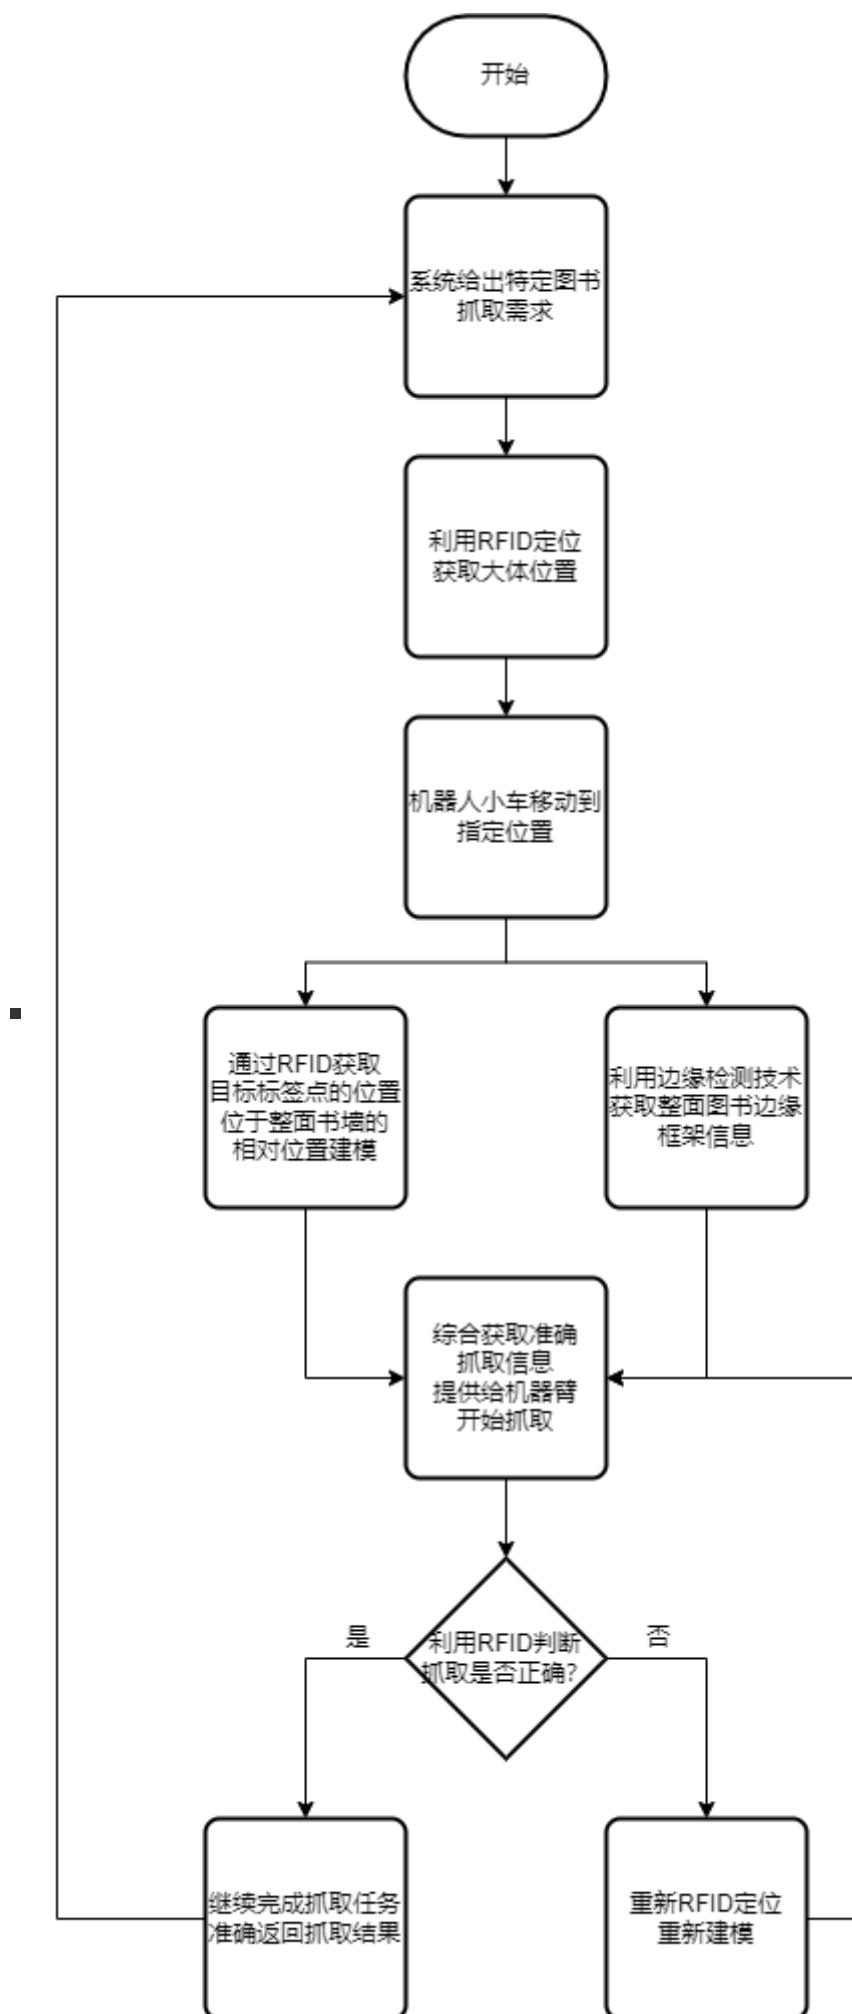 开始
系统给出特定图书
抓取需求
利用RFID定位
获取大体位置
机器人小车移动到
指定位置
通过RFID获取
目标标签点的位置
位于整面书墙的
相对位置建模
利用边缘检测技术
获取整面图书边缘
框架信息
综合获取准确
抓取信息
提供给机器臂
开始抓取
利用RFID判断
抓取是否正确?
是
否
继续完成抓取任务
准确返回抓取结果
重新RFID定位
重新建模